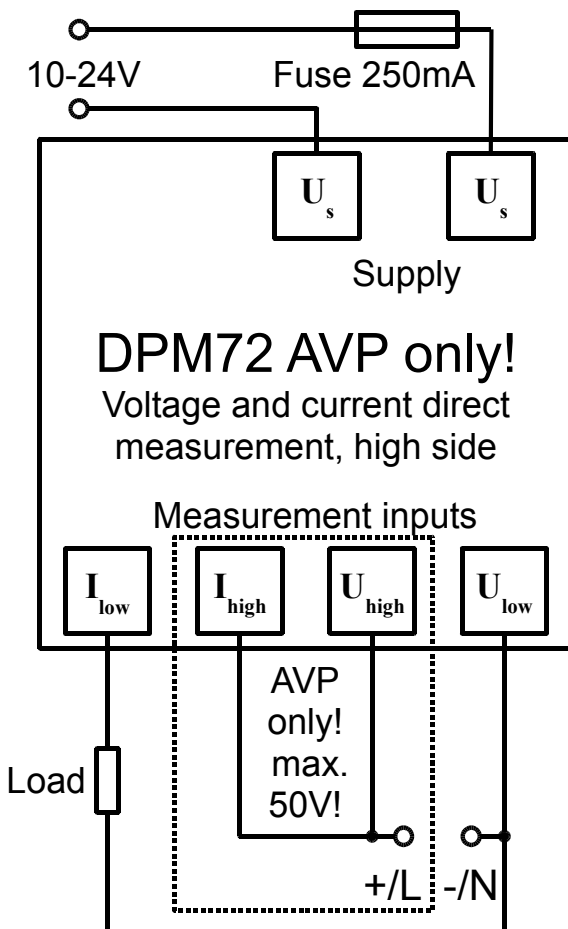 10-24V
Fuse 250mA
Us
Us
Supply
DPM72 AVP only!
Voltage and current direct
measurement, high side
Measurement inputs
Ilow
Ihigh
Uhigh
Ulow
AVP
only!
max.
50V!
Load
+/L
-/N